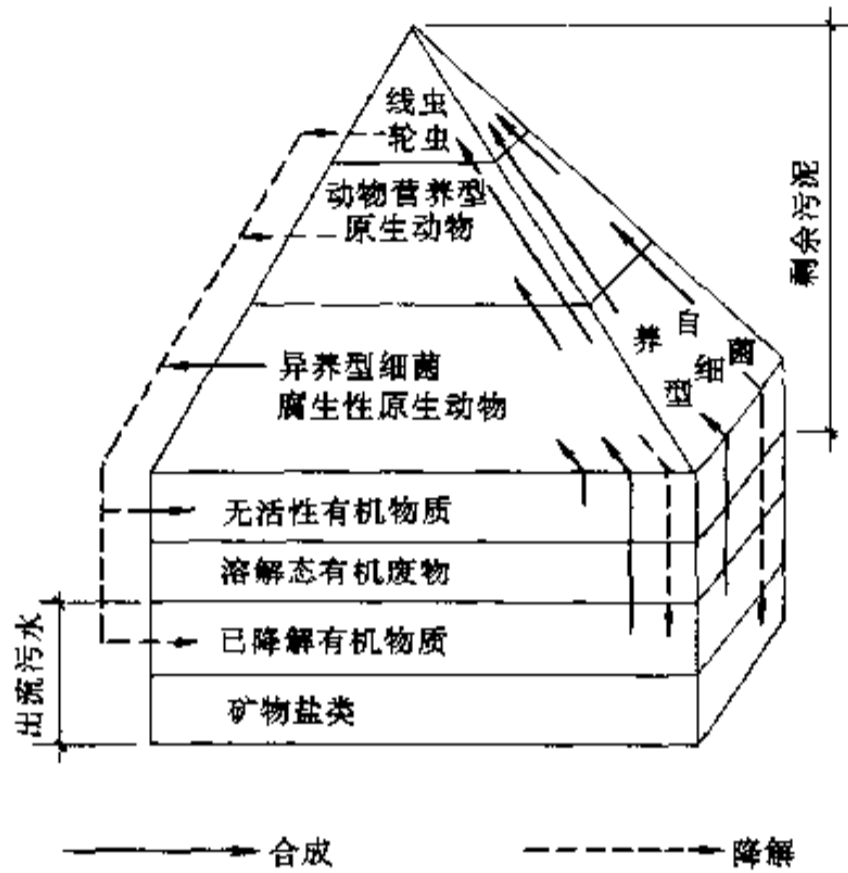 线虫
轮虫
动物营养型
原生动物
异养型细菌
腐生性原生动物
自养型细菌
剩余污泥
无活性有机物质
溶解态有机废物
已降解有机物质
矿物盐类
出流污水
合成
降解